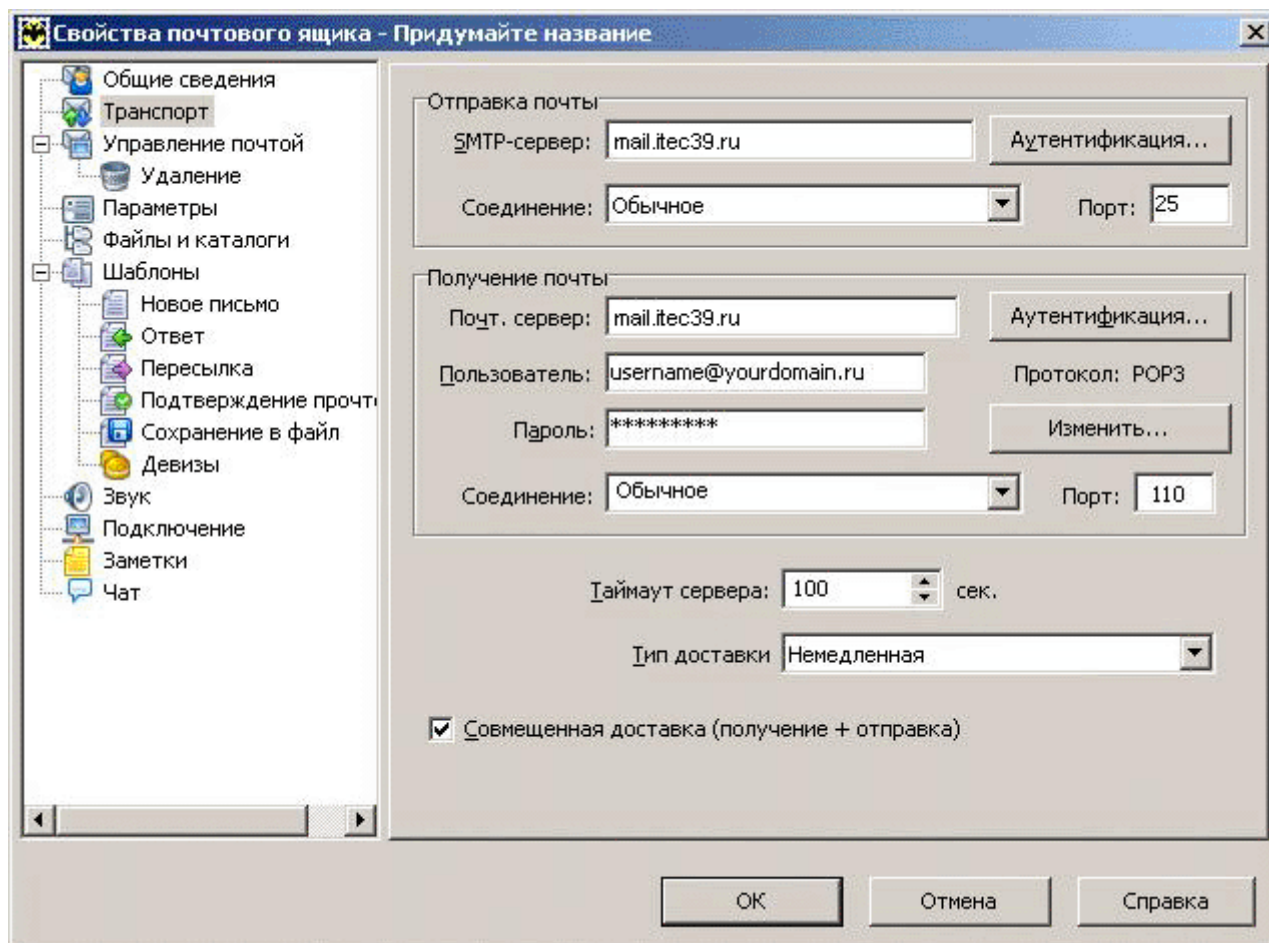 Свойства почтового ящика - Придумайте название
Общие сведения
Транспорт
Управление почтой
Удаление
Параметры
Файлы и каталоги
Шаблоны
Новое письмо
Ответ
Пересылка
Подтверждение прочт
Сохранение в файл
Девизы
Звук
Подключение
Заметки
Чат
Отправка почты
SMTP-сервер: mail.itec39.ru Аутентификация...
Соединение: Обычное Порт: 25
Получение почты
Почт. сервер: mail.itec39.ru Аутентификация...
Пользователь: username@yourdomain.ru Протокол: POP3
Пароль: ********* Изменить...
Соединение: Обычное Порт: 110
Таймаут сервера: 100 сек.
Тип доставки Немедленная
Совмещенная доставка (получение + отправка)
ОК Отмена Справка